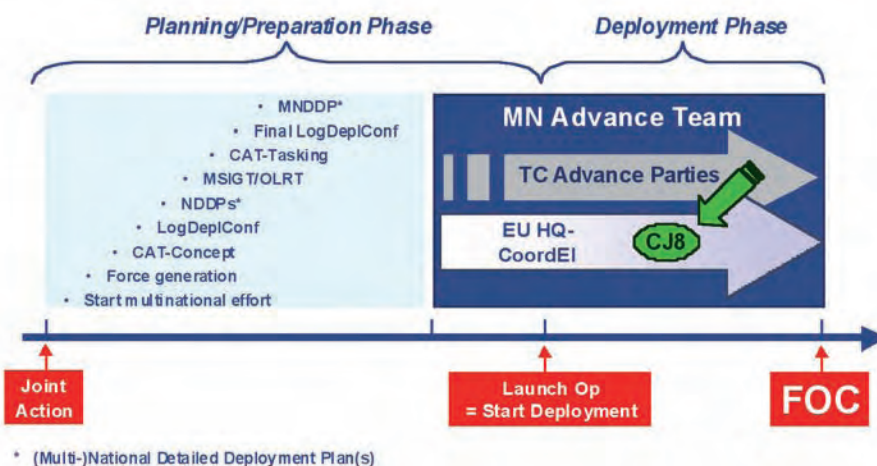 Planning/Preparation Phase
Deployment Phase
• MNDDP*
• Final LogDeplConf
• CAT-Tasking
• MSIGT/OLRT
• NDDPs*
• LogDeplConf
• CAT-Concept
• Force generation
• Start multinational effort
MN Advance Team
TC Advance Parties
EU HQ-
CoordEl
CJ8
Joint
Action
Launch Op
= Start Deployment
FOC
* (Multi-)National Detailed Deployment Plan(s)